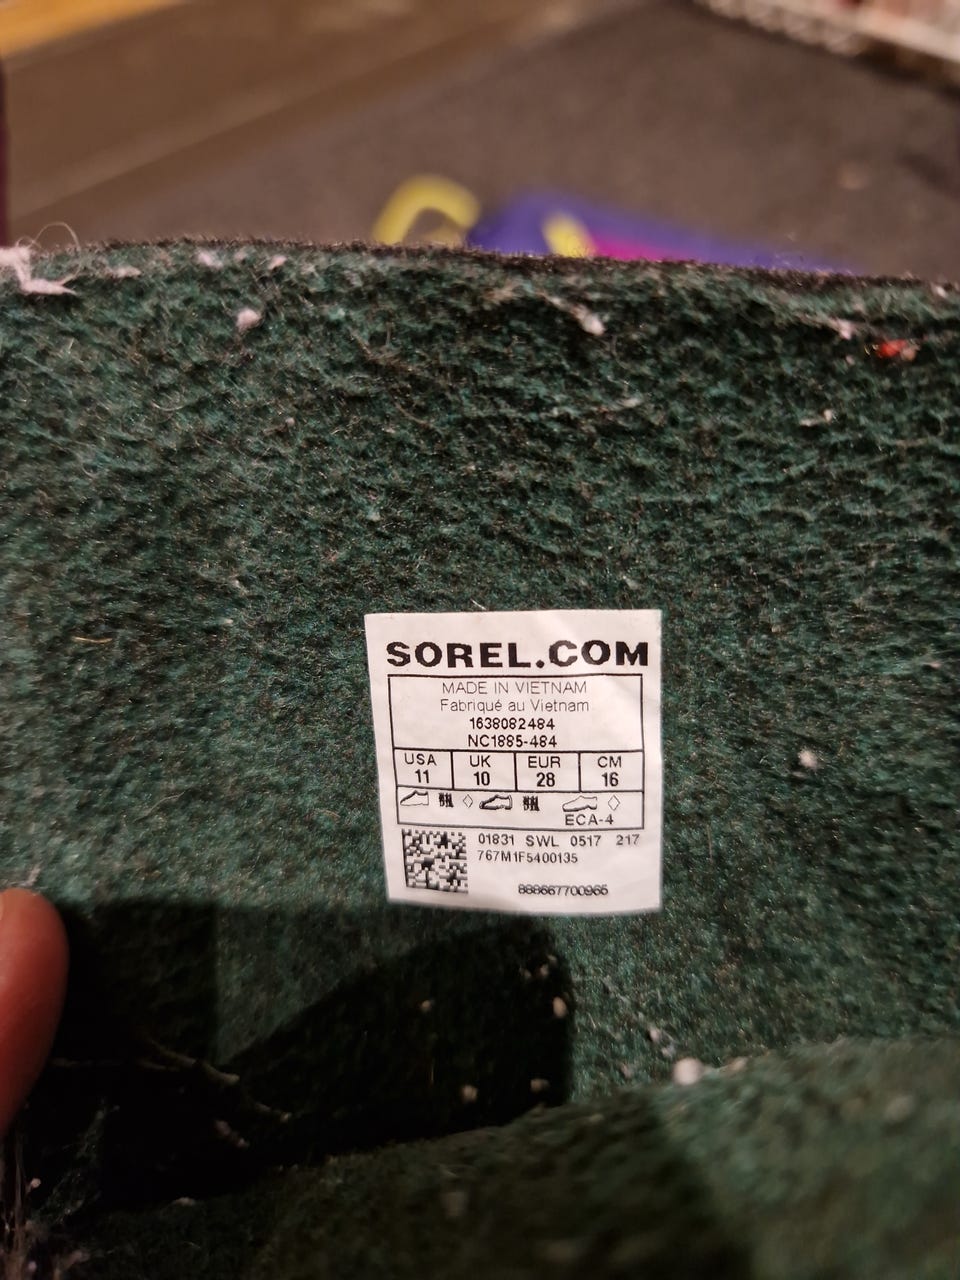 SOREL.COM
MADE IN VIETNAM
Fabriqué au Vietnam
1638082484
NC1885-484
USA UK EUR CM
11 10 28 16
ECA-4
01831 SWL 0517 217
767M1F5400135
888667700965